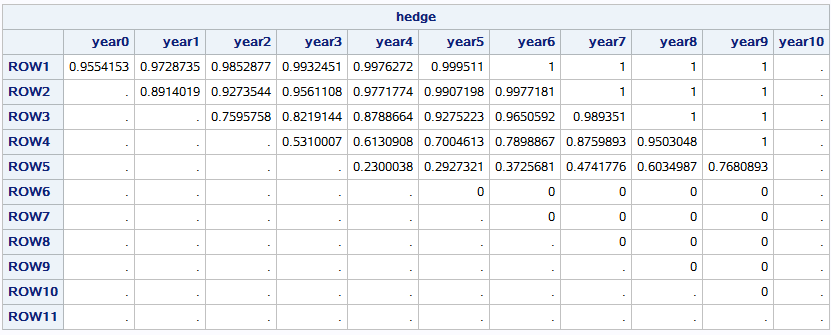 hedge
year0 year1 year2 year3 year4 year5 year6 year7 year8 year9 year10
ROW1 0.9554153 0.9728735 0.9852877 0.9932451 0.9976272 0.999511 1 1 1 1 .
ROW2 . 0.8914019 0.9273544 0.9561108 0.9771774 0.9907198 0.9977181 1 1 1 .
ROW3 . . 0.7595758 0.8219144 0.8788664 0.9275223 0.9650592 0.989351 1 1 .
ROW4 . . . 0.5310007 0.6130908 0.7004613 0.7898867 0.8759893 0.9503048 1 .
ROW5 . . . . 0.2300038 0.2927321 0.3725681 0.4741776 0.6034987 0.7680893 .
ROW6 . . . . . 0 0 0 0 0 .
ROW7 . . . . . . 0 0 0 0 .
ROW8 . . . . . . . 0 0 0 .
ROW9 . . . . . . . . 0 0 .
ROW10 . . . . . . . . . 0 .
ROW11 . . . . . . . . . . .